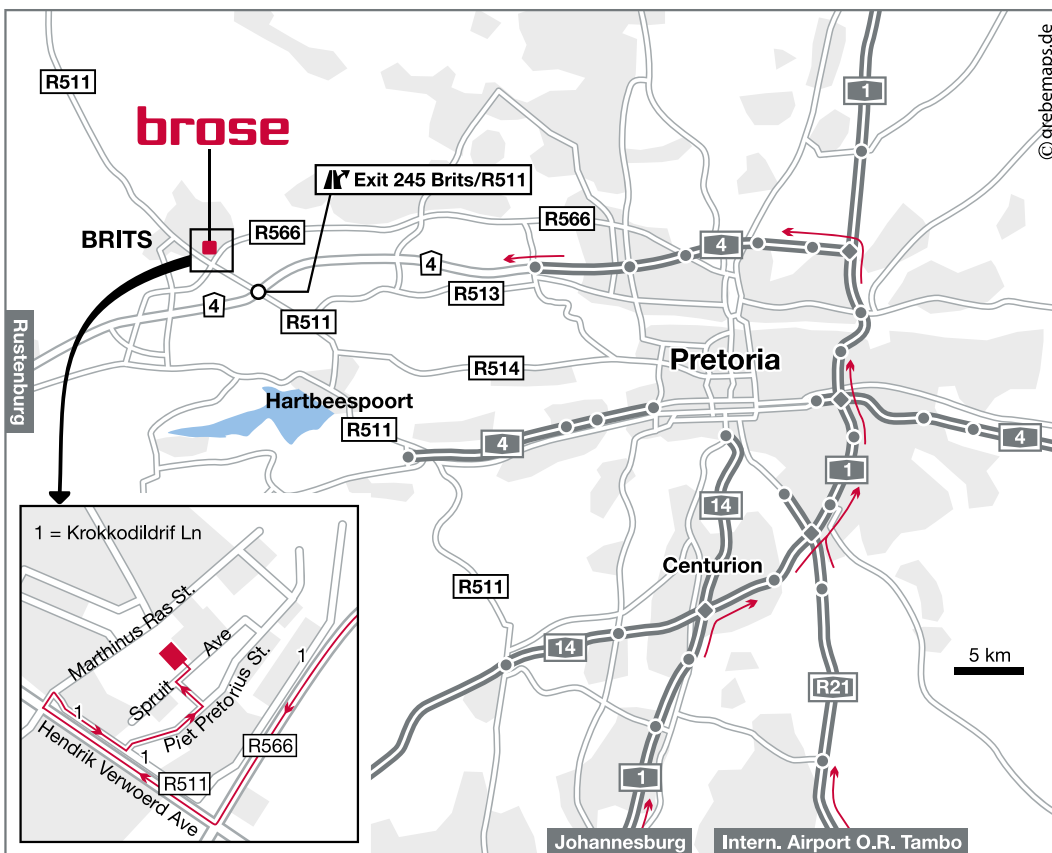 © grebemaps.de
R511
1
brose
Exit 245 Brits/R511
BRITS
R566
R566
4
4
R513
4
R511
Rustenburg
R514
Pretoria
Hartbeespoort
R511
4
4
1
14
Centurion
R511
14
5 km
R21
1
Johannesburg
Intern. Airport O.R. Tambo
1 = Krokkodildrif Ln
Marthinus Ras St.
Spruit Ave
Piet Pretorius St.
1
1
1
R566
R511
Hendrik Verwoerd Ave